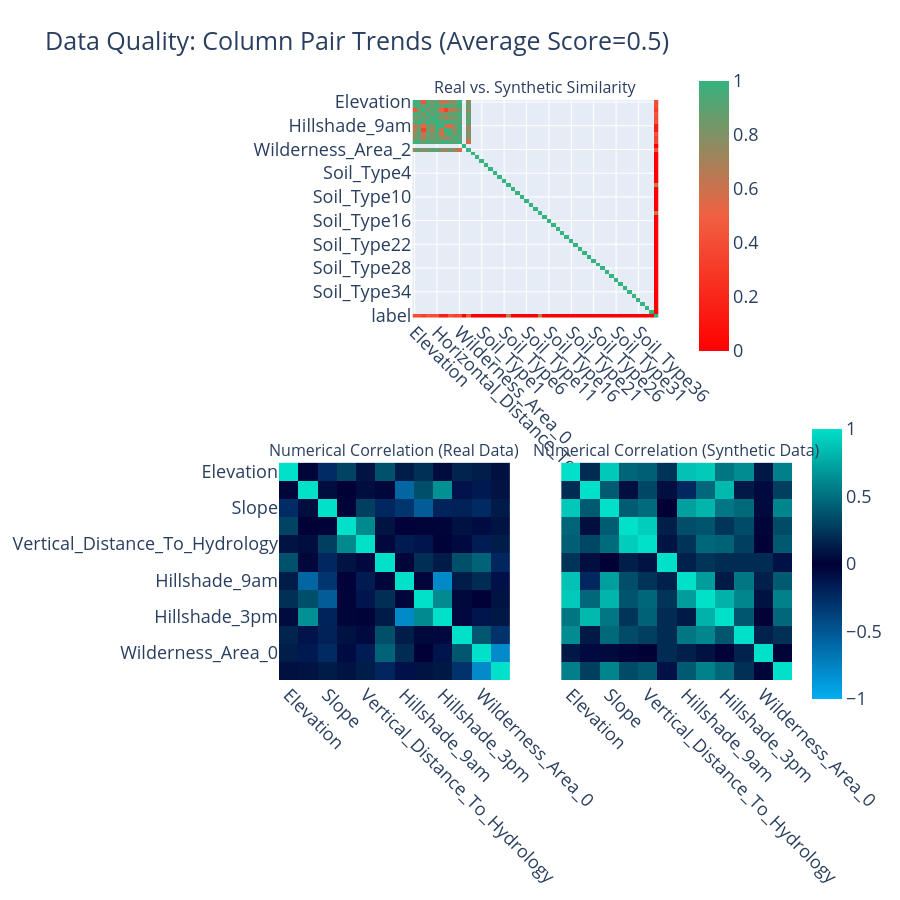 Data Quality: Column Pair Trends (Average Score=0.5)
Real vs. Synthetic Similarity
Elevation
Hillshade_9am
Wilderness_Area_2
Soil_Type4
Soil_Type10
Soil_Type16
Soil_Type22
Soil_Type28
Soil_Type34
label
Elevation
Horizontal_Distance_To
Wilderness_Area_0
Soil_Type1
Soil_Type6
Soil_Type11
Soil_Type16
Soil_Type21
Soil_Type26
Soil_Type31
Soil_Type36
1
0.8
0.6
0.4
0.2
0
Numerical Correlation (Real Data)
Numerical Correlation (Synthetic Data)
Elevation
Slope
Vertical_Distance_To_Hydrology
Hillshade_9am
Hillshade_3pm
Wilderness_Area_0
Elevation
Slope
Vertical_Distance_To_Hydrology
Hillshade_9am
Hillshade_3pm
Wilderness_Area_0
Elevation
Slope
Vertical_Distance_To_Hydrology
Hillshade_9am
Hillshade_3pm
Wilderness_Area_0
1
0.5
0
−0.5
−1